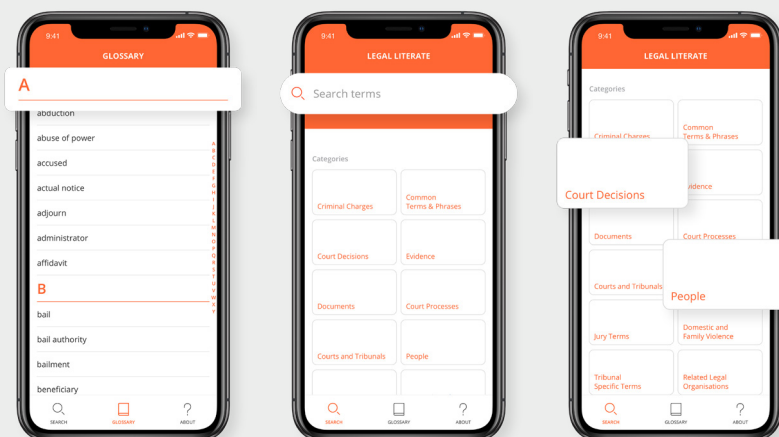 9:41
GLOSSARY
A
abduction
abuse of power
accused
actual notice
adjourn
administrator
affidavit
B
bail
bail authority
bailment
beneficiary
A
B
C
D
E
F
G
H
I
J
K
L
M
N
O
P
Q
R
S
T
U
V
W
X
Y
SEARCH
GLOSSARY
ABOUT
9:41
LEGAL LITERATE
Search terms
Categories
Criminal Charges
Common
Terms & Phrases
Court Decisions
Evidence
Documents
Court Processes
Courts and Tribunals
People
SEARCH
GLOSSARY
ABOUT
9:41
LEGAL LITERATE
Categories
Criminal Charges
Common
Terms & Phrases
Court Decisions
Evidence
Documents
Court Processes
Courts and Tribunals
People
Jury Terms
Domestic and
Family Violence
Tribunal
Specific Terms
Related Legal
Organisations
SEARCH
GLOSSARY
ABOUT